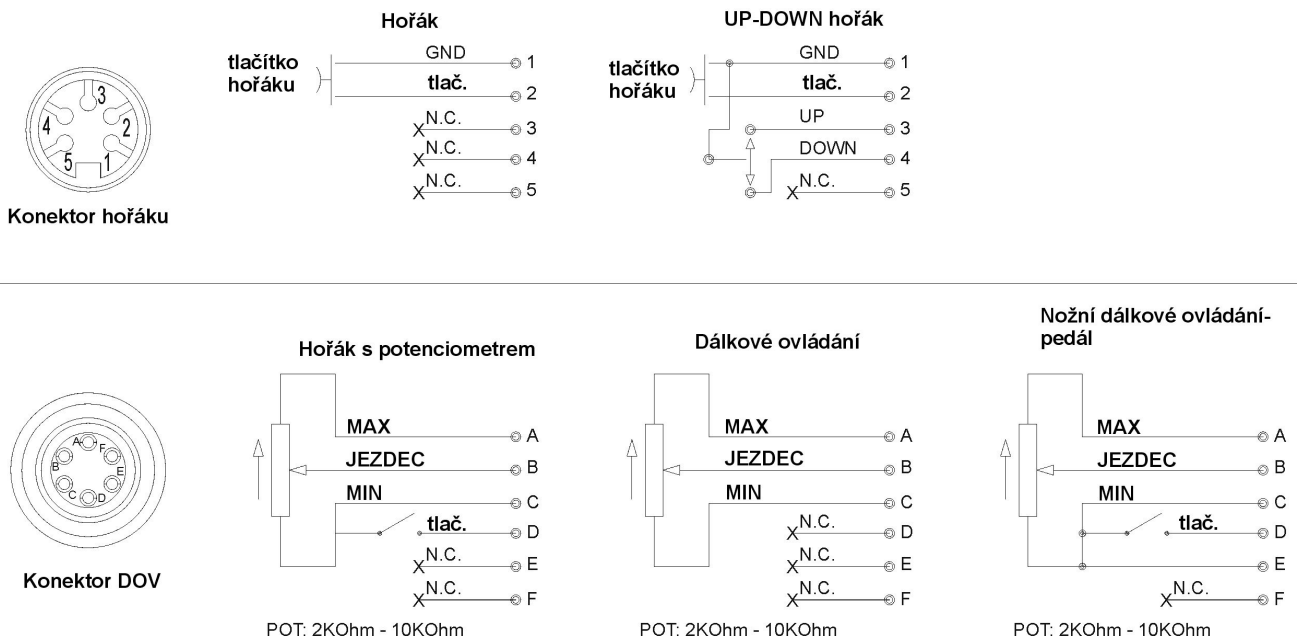 Hořák
UP-DOWN hořák
3
4
2
5
1
Konektor hořáku
tlačítko
hořáku
GND
1
tlač.
2
N.C.
3
N.C.
4
N.C.
5
tlačítko
hořáku
GND
1
tlač.
2
UP
3
DOWN
4
N.C.
5
Hořák s potenciometrem
Dálkové ovládání
Nožní dálkové ovládání-
pedál
A
F
B
E
C
D
Konektor DOV
MAX
A
JEZDEC
B
MIN
C
tlač.
D
N.C.
E
N.C.
F
POT: 2KOhm - 10KOhm
MAX
A
JEZDEC
B
MIN
C
N.C.
D
N.C.
E
N.C.
F
POT: 2KOhm - 10KOhm
MAX
A
JEZDEC
B
MIN
C
tlač.
D
E
N.C.
F
POT: 2KOhm - 10KOhm